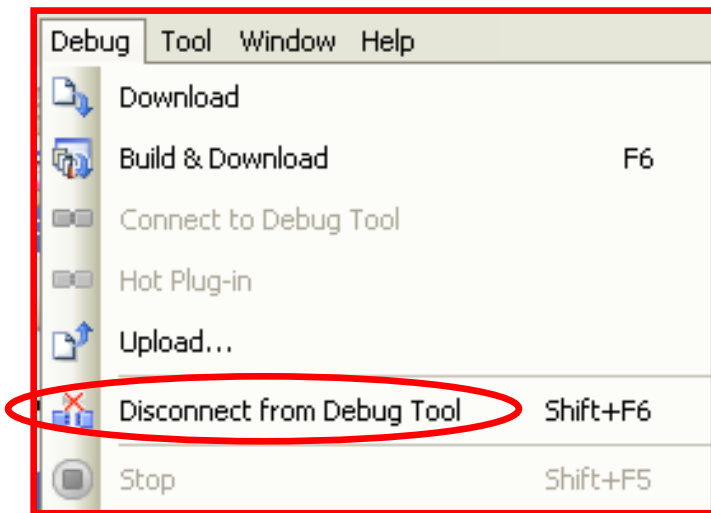 Debug Tool Window Help
Download
Build & Download F6
Connect to Debug Tool
Hot Plug-in
Upload...
Disconnect from Debug Tool Shift+F6
Stop Shift+F5